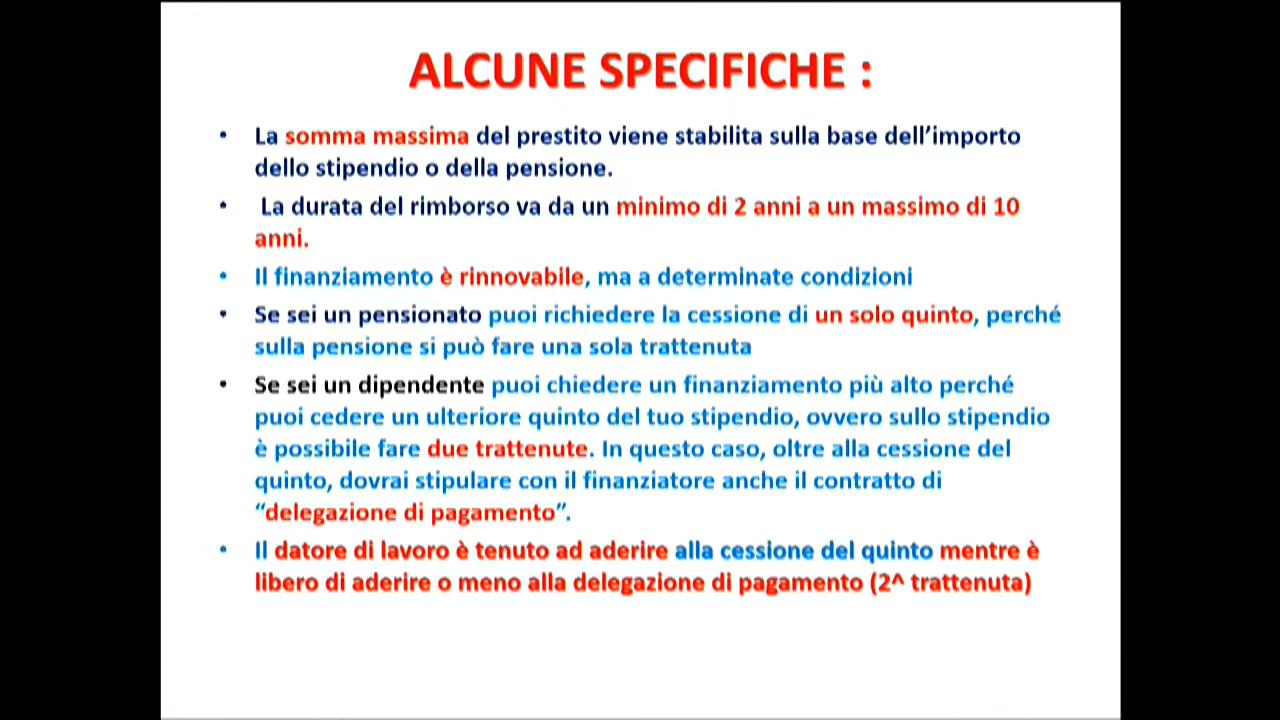 ALCUNE SPECIFICHE :
• La somma massima del prestito viene stabilita sulla base dell’importo
dello stipendio o della pensione.
• La durata del rimborso va da un minimo di 2 anni a un massimo di 10
anni.
• Il finanziamento è rinnovabile, ma a determinate condizioni
• Se sei un pensionato puoi richiedere la cessione di un solo quinto, perché
sulla pensione si può fare una sola trattenuta
• Se sei un dipendente puoi chiedere un finanziamento più alto perché
puoi cedere un ulteriore quinto del tuo stipendio, ovvero sullo stipendio
è possibile fare due trattenute. In questo caso, oltre alla cessione del
quinto, dovrai stipulare con il finanziatore anche il contratto di
“delegazione di pagamento”.
• Il datore di lavoro è tenuto ad aderire alla cessione del quinto mentre è
libero di aderire o meno alla delegazione di pagamento (2^ trattenuta)